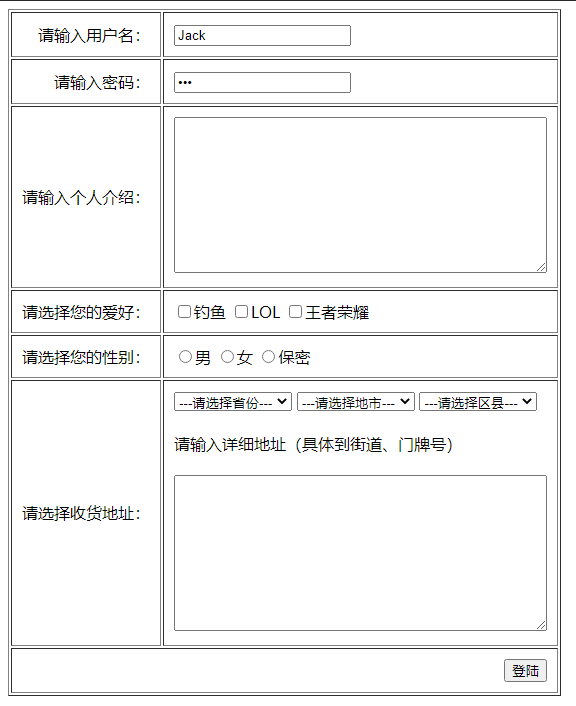 请输入用户名： Jack
请输入密码： •••
请输入个人介绍：
请选择您的爱好： 钓鱼 LOL 王者荣耀
请选择您的性别： 男 女 保密
---请选择省份--- ---请选择地市--- ---请选择区县---
请输入详细地址（具体到街道、门牌号）
请选择收货地址：
登陆